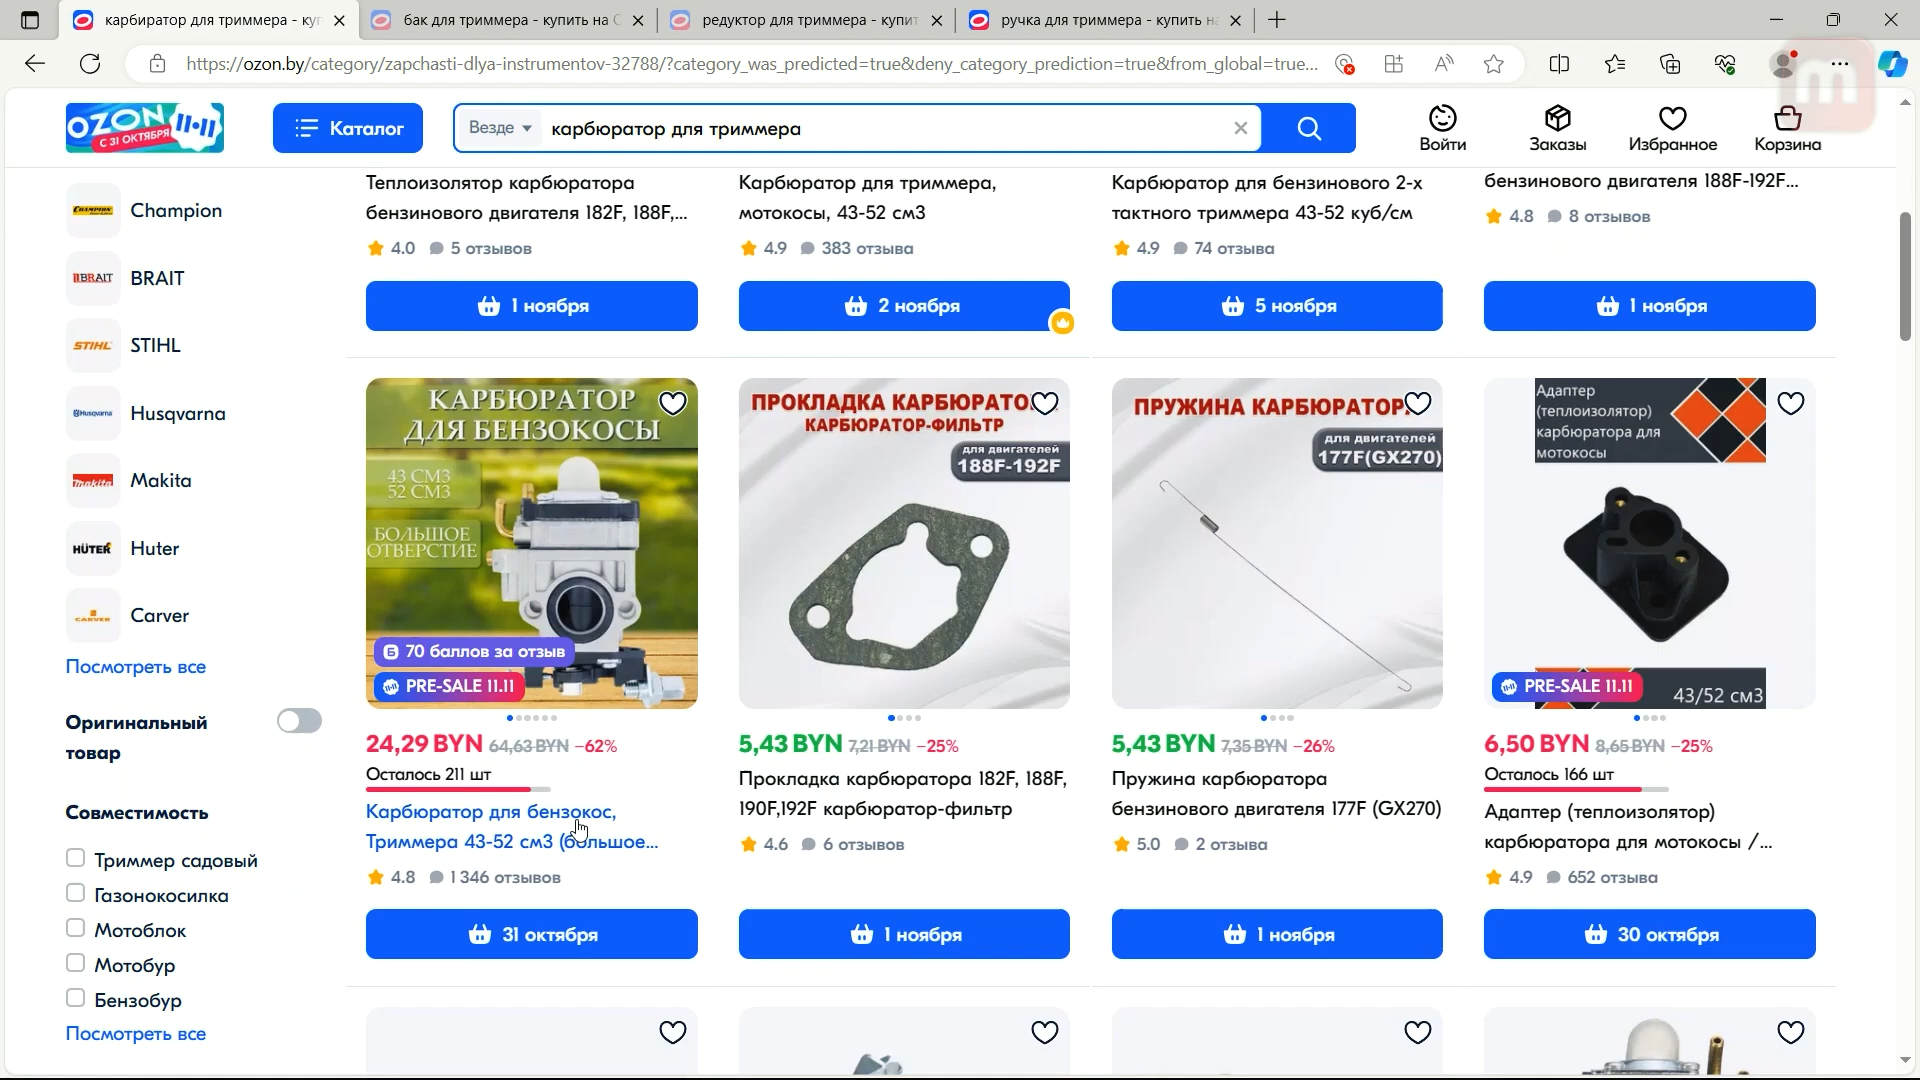 карбиратор для триммера - куп
бак для триммера - купить на О
редуктор для триммера - купит
ручка для триммера - купить на
https://ozon.by/category/zapchasti-dlya-instrumentov-32788/?category_was_predicted=true&deny_category_prediction=true&from_global=true...
OZON
С 31 ОКТЯБРЯ
11•11
Каталог
Везде
карбюратор для триммера
Войти
Заказы
Избранное
Корзина
m
CHAMPION
Champion
BRAIT
BRAIT
STIHL
STIHL
Husqvarna
Husqvarna
makita
Makita
HÜTER
Huter
CARVER
Carver
Посмотреть все
Оригинальный
товар
Совместимость
Триммер садовый
Газонокосилка
Мотоблок
Мотобур
Бензобур
Посмотреть все
Теплоизолятор карбюратора
бензинового двигателя 182F, 188F,...
4.0 5 отзывов
1 ноября
Карбюратор для триммера,
мотокосы, 43-52 см3
4.9 383 отзыва
2 ноября
Карбюратор для бензинового 2-х
тактного триммера 43-52 куб/см
4.9 74 отзыва
5 ноября
бензинового двигателя 188F-192F...
4.8 8 отзывов
1 ноября
КАРБЮРАТОР
ДЛЯ БЕНЗОКОСЫ
43 СМ3
52 СМ3
БОЛЬШОЕ
ОТВЕРСТИЕ
Б 70 баллов за отзыв
PRE-SALE 11.11
24,29 BYN 64,63 BYN −62%
Осталось 211 шт
Карбюратор для бензокос,
Триммера 43-52 см3 (большое...
4.8 1 346 отзывов
31 октября
ПРОКЛАДКА КАРБЮРАТО
КАРБЮРАТОР-ФИЛЬТР
для двигателей
188F-192F
5,43 BYN 7,21 BYN −25%
Прокладка карбюратора 182F, 188F,
190F,192F карбюратор-фильтр
4.6 6 отзывов
1 ноября
ПРУЖИНА КАРБЮРАТОР
для двигателей
177F(GX270)
5,43 BYN 7,35 BYN −26%
Пружина карбюратора
бензинового двигателя 177F (GX270)
5.0 2 отзыва
1 ноября
Адаптер
(теплоизолятор)
карбюратора для
мотокосы
PRE-SALE 11.11
43/52 см3
6,50 BYN 8,65 BYN −25%
Осталось 166 шт
Адаптер (теплоизолятор)
карбюратора для мотокосы /...
4.9 652 отзыва
30 октября